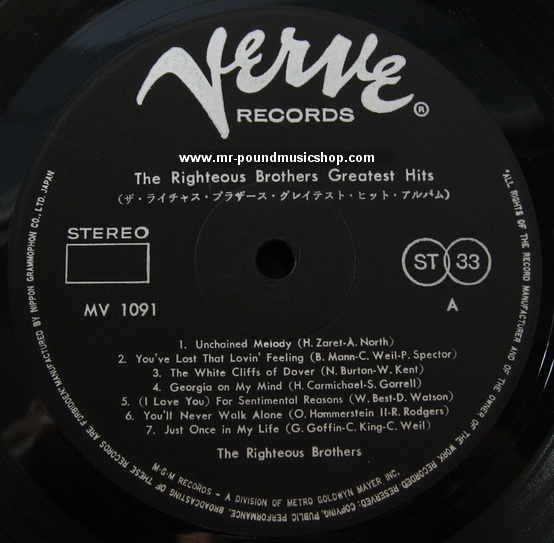 Verve
RECORDS ®
www.mr-poundmusicshop.com
The Righteous Brothers Greatest Hits
(ザ・ライチャス・ブラザース・グレイテスト・ヒット・アルバム)
STEREO
ST 33
MV 1091
A
1. Unchained Melody (H. Zaret-A. North)
2. You've Lost That Lovin' Feeling (B. Mann-C. Weil-P. Spector)
3. The White Cliffs of Dover (N. Burton-W. Kent)
4. Georgia on My Mind (H. Carmichael-S. Gorrell)
5. (I Love You) For Sentimental Reasons (W. Best-D. Watson)
6. You'll Never Walk Alone (O. Hammerstein II-R. Rodgers)
7. Just Once in My Life (G. Goffin-C. King-C. Weil)
The Righteous Brothers
M-G-M RECORDS – A DIVISION OF METRO GOLDWYN MAYER INC.
"ALL RIGHTS OF THE RECORD MANUFACTURER AND OF THE OWNER OF THE WORK RECORDED RESERVED; COPYING, PUBLIC PERFORMANCE, BROADCASTING OF THESE RECORDS ARE FORBIDDEN; MANUFACTURED BY NIPPON GRAMMOPHON CO., LTD. JAPAN